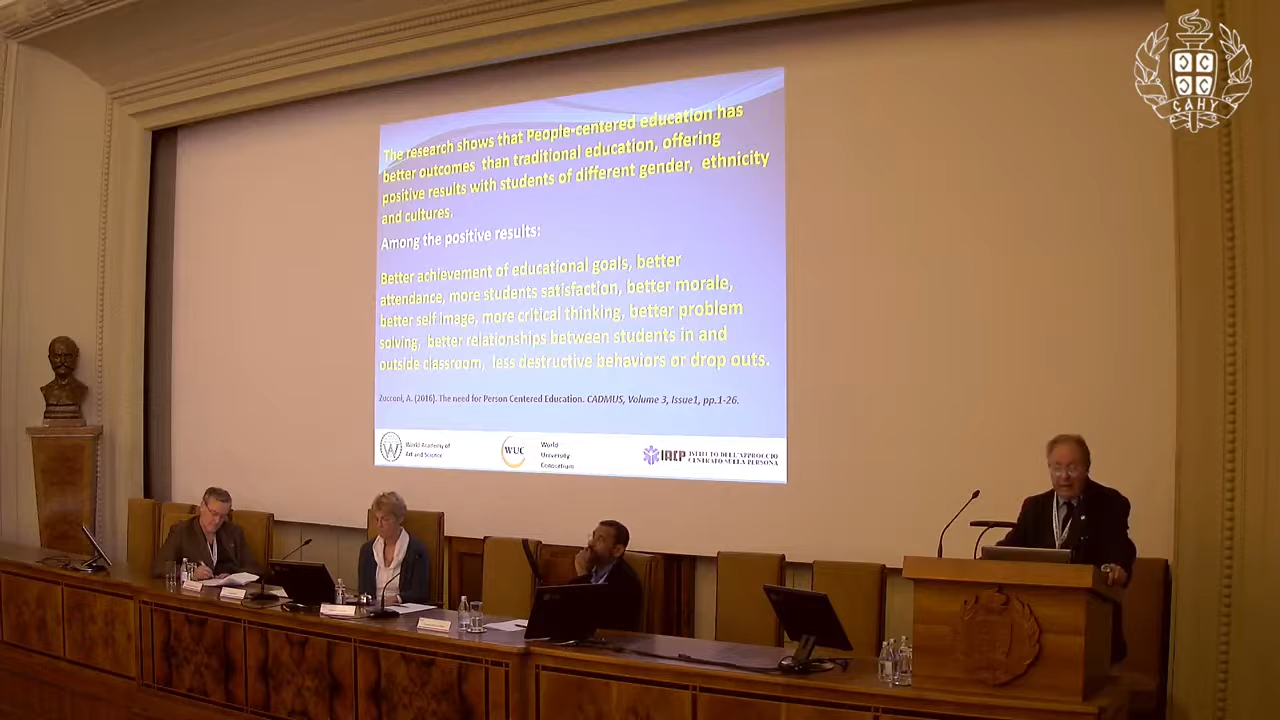 The research shows that People-centered education has
better outcomes than traditional education, offering
positive results with students of different gender, ethnicity
and cultures.
Among the positive results:
Better achievement of educational goals, better
attendance, more students satisfaction, better morale,
better self image, more critical thinking, better problem
solving, better relationships between students in and
outside classroom, less destructive behaviors or drop outs.
Zucconi, A. (2016). The need for Person Centered Education. CADMUS, Volume 3, Issue1, pp.1-26.
World Academy of
Art and Science
WUC
World
University
Consortium
IACP
ISTITUTO DELL'APPROCCIO
CENTRATO SULLA PERSONA
САНУ